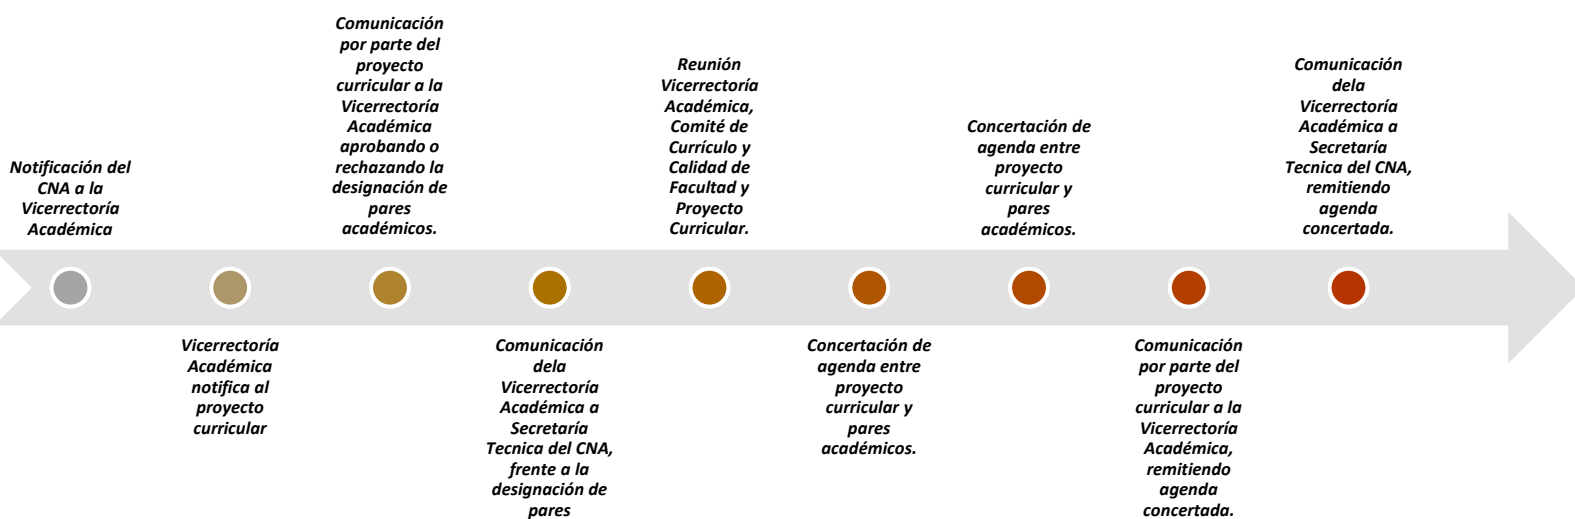 Notificación del
CNA a la
Vicerrectoría
Académica
Vicerrectoría
Académica
notifica al
proyecto
curricular
Comunicación
por parte del
proyecto
curricular a la
Vicerrectoría
Académica
aprobando o
rechazando la
designación de
pares
académicos.
Comunicación
dela
Vicerrectoría
Académica a
Secretaría
Tecnica del CNA,
frente a la
designación de
pares
Reunión
Vicerrectoría
Académica,
Comité de
Currículo y
Calidad de
Facultad y
Proyecto
Curricular.
Concertación de
agenda entre
proyecto
curricular y
pares
académicos.
Concertación de
agenda entre
proyecto
curricular y
pares
académicos.
Comunicación
por parte del
proyecto
curricular a la
Vicerrectoría
Académica,
remitiendo
agenda
concertada.
Comunicación
dela
Vicerrectoría
Académica a
Secretaría
Tecnica del CNA,
remitiendo
agenda
concertada.